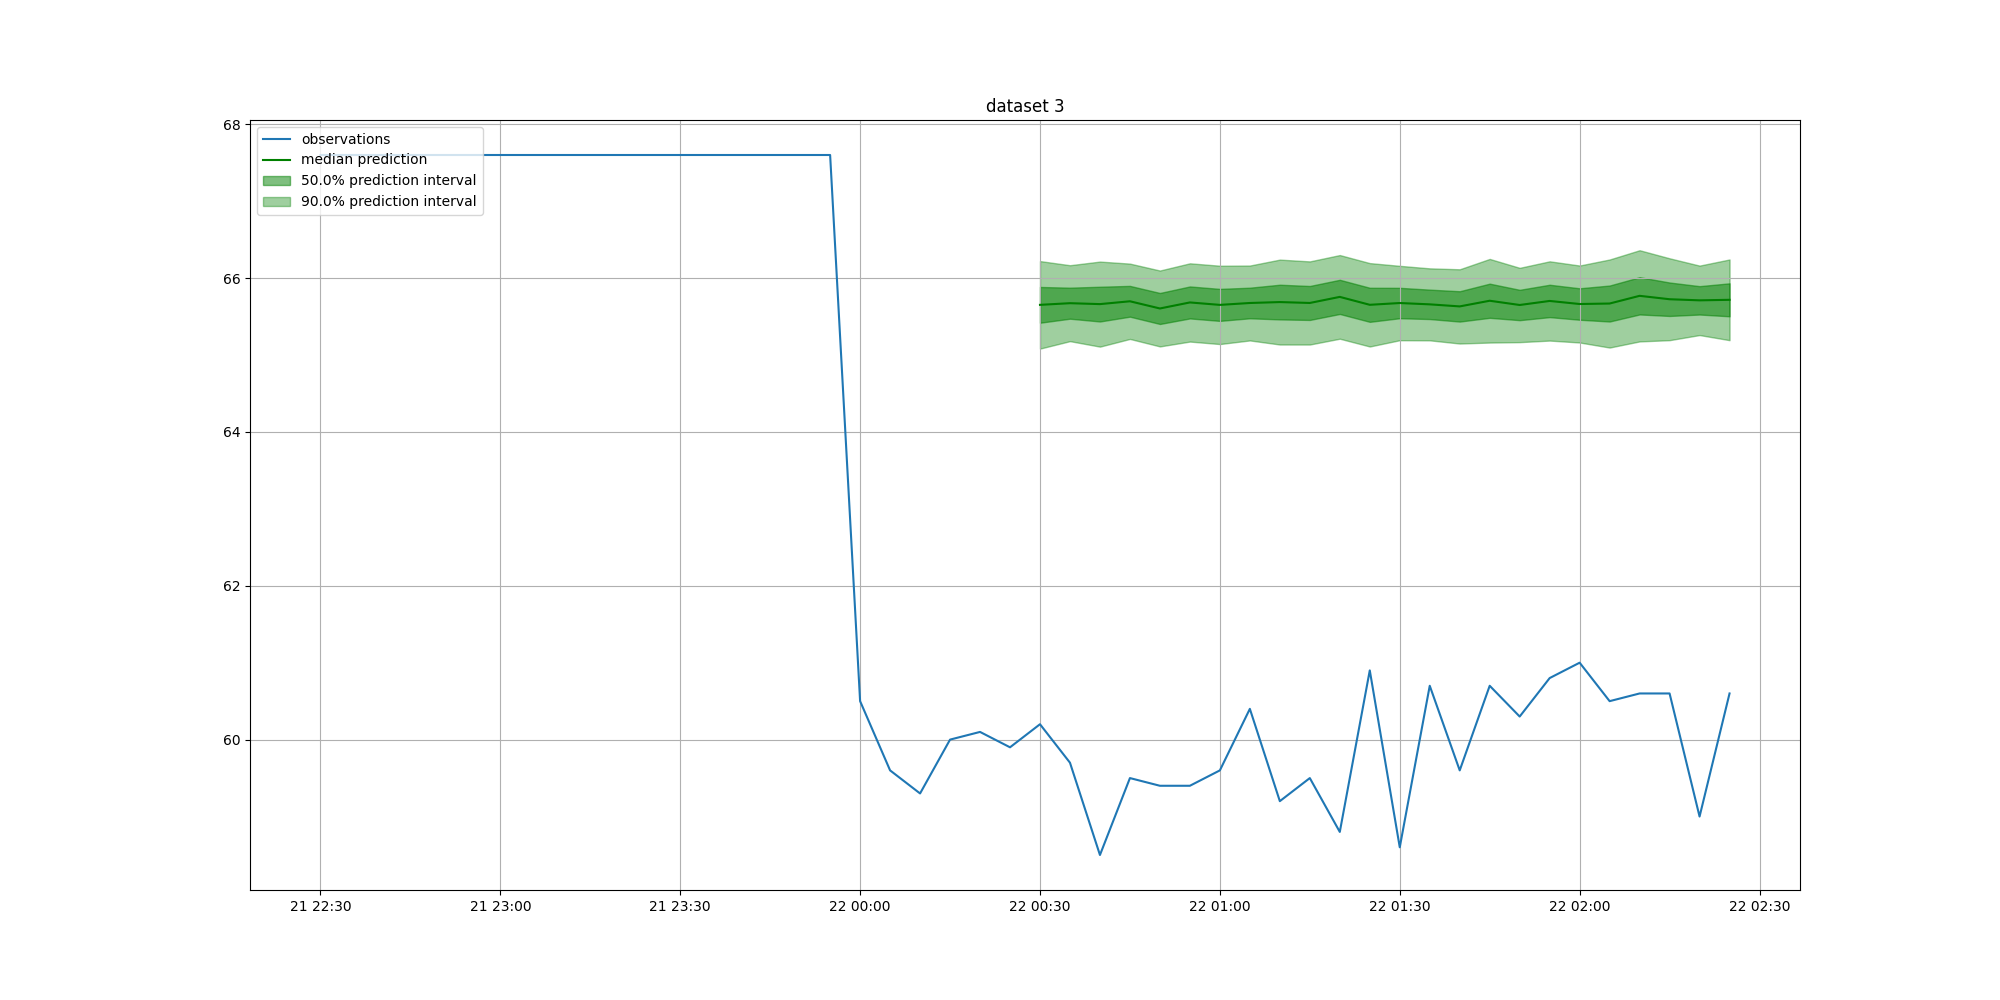 dataset 3
68
66
64
62
60
observations
median prediction
50.0% prediction interval
90.0% prediction interval
21 22:30
21 23:00
21 23:30
22 00:00
22 00:30
22 01:00
22 01:30
22 02:00
22 02:30